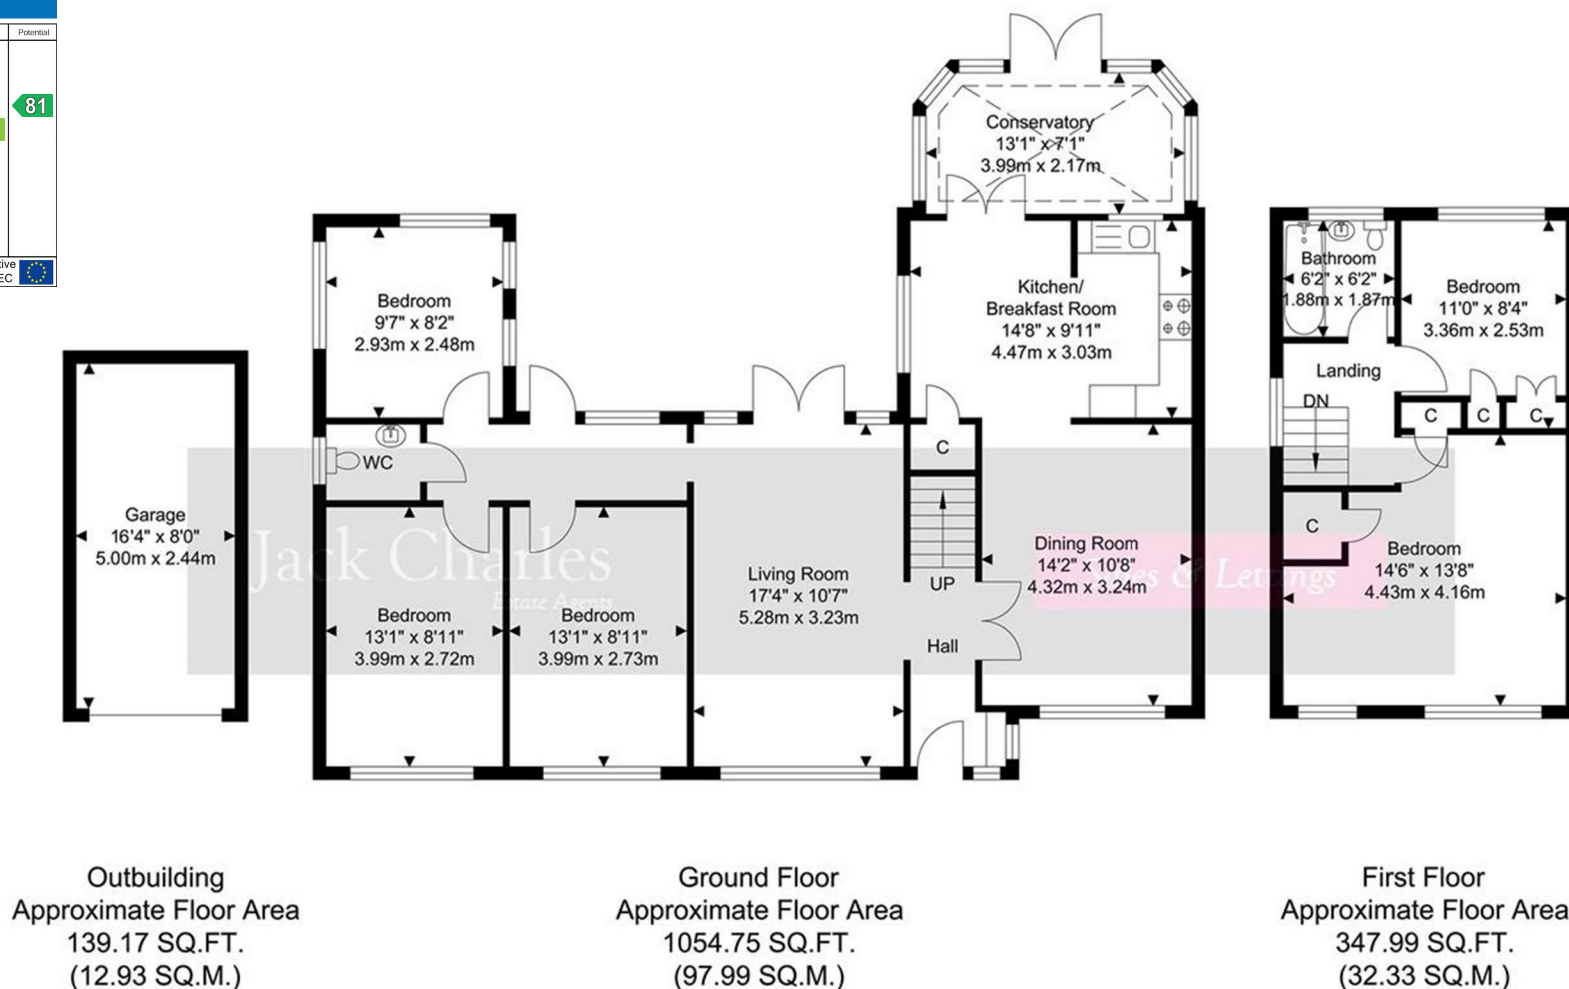 Potential
81
tive
EC
Conservatory
13'1" x 7'1"
3.99m x 2.17m
Bedroom
9'7" x 8'2"
2.93m x 2.48m
Kitchen/
Breakfast Room
14'8" x 9'11"
4.47m x 3.03m
Bathroom
6'2" x 6'2"
1.88m x 1.87m
Bedroom
11'0" x 8'4"
3.36m x 2.53m
Landing
DN
C
C
C
C
WC
C
Garage
16'4" x 8'0"
5.00m x 2.44m
Jack Charles
Estate Agents
Sales & Lettings
Bedroom
13'1" x 8'11"
3.99m x 2.72m
Bedroom
13'1" x 8'11"
3.99m x 2.73m
Living Room
17'4" x 10'7"
5.28m x 3.23m
UP
Hall
Dining Room
14'2" x 10'8"
4.32m x 3.24m
Bedroom
14'6" x 13'8"
4.43m x 4.16m
Outbuilding
Approximate Floor Area
139.17 SQ.FT.
(12.93 SQ.M.)
Ground Floor
Approximate Floor Area
1054.75 SQ.FT.
(97.99 SQ.M.)
First Floor
Approximate Floor Area
347.99 SQ.FT.
(32.33 SQ.M.)